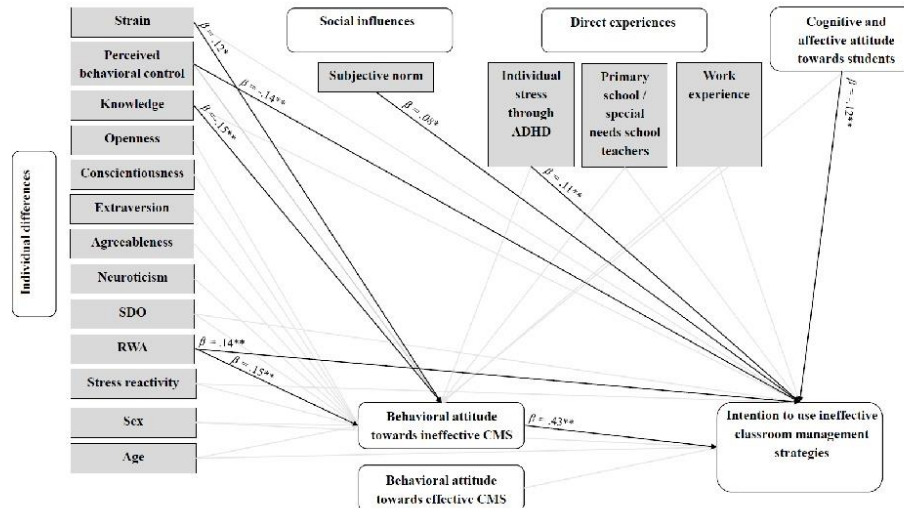 Strain
Perceived
behavioral control
Knowledge
Openness
Conscientiousness
Extraversion
Agreeableness
Neuroticism
SDO
RWA
Stress reactivity
Sex
Age
Individual differences
Social influences
Subjective norm
Direct experiences
Individual
stress
through
ADHD
Primary
school /
special
needs school
teachers
Work
experience
Cognitive and
affective attitude
towards students
β = .12*
β = -.14**
β = -.15**
β = .08*
β = .11**
β = -.12**
β = .14**
β = .15**
β = .43**
Behavioral attitude
towards ineffective CMS
Behavioral attitude
towards effective CMS
Intention to use ineffective
classroom management
strategies